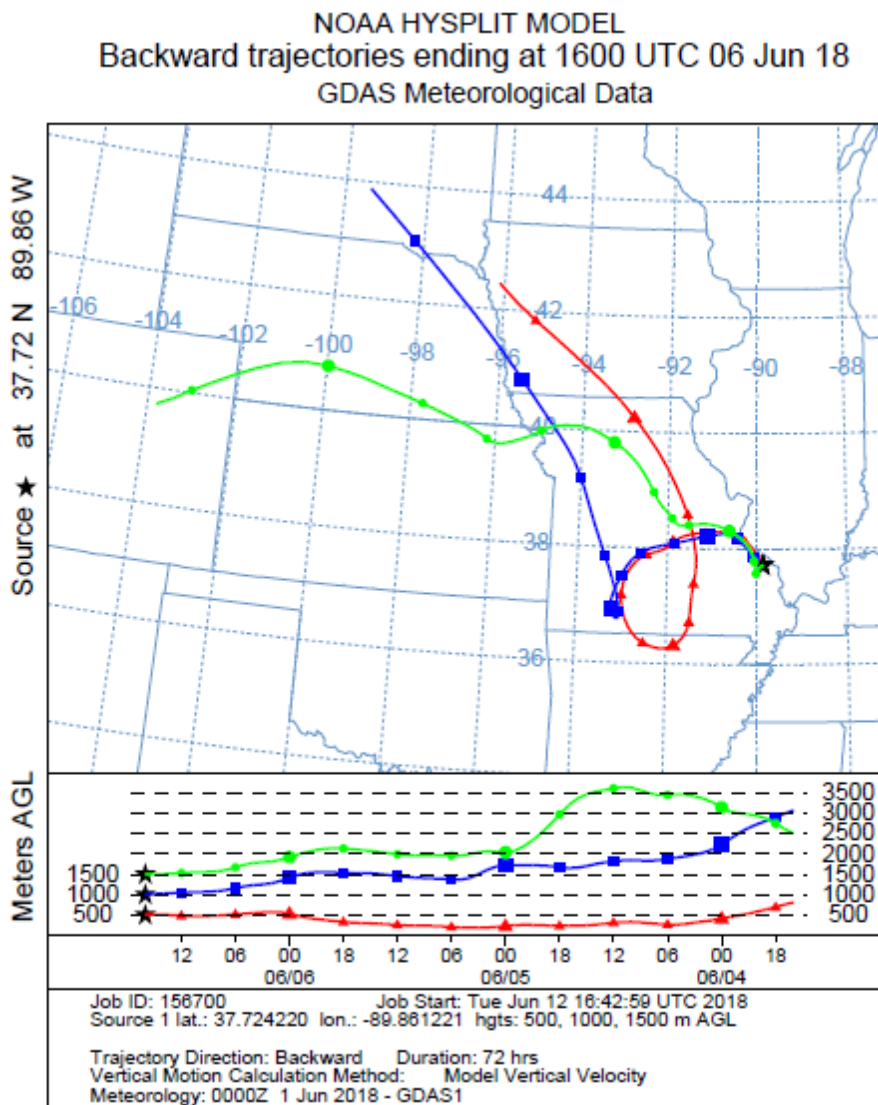 NOAA HYSPLIT MODEL
Backward trajectories ending at 1600 UTC 06 Jun 18
GDAS Meteorological Data
Source ★ at 37.72 N 89.86 W
-106
-104
-102
-100
-98
-96
-94
-92
-90
-88
44
42
40
38
36
Meters AGL
1500
1000
500
3500
3000
2500
2000
1500
1000
500
12 06 00 18 12 06 00 18 12 06 00 18
06/06 06/05 06/04
Job ID: 156700 Job Start: Tue Jun 12 16:42:59 UTC 2018
Source 1 lat.: 37.724220 lon.: -89.861221 hgts: 500, 1000, 1500 m AGL
Trajectory Direction: Backward Duration: 72 hrs
Vertical Motion Calculation Method: Model Vertical Velocity
Meteorology: 0000Z 1 Jun 2018 - GDAS1